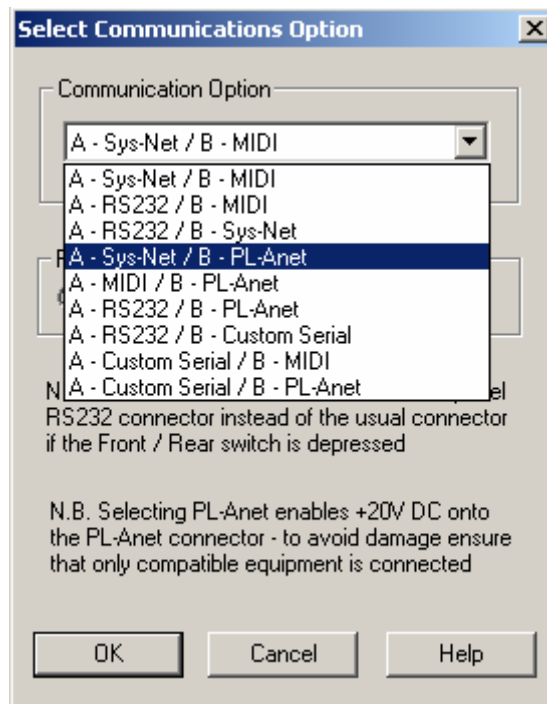 Select Communications Option
Communication Option
A - Sys-Net / B - MIDI
A - Sys-Net / B - MIDI
A - RS232 / B - MIDI
A - RS232 / B - Sys-Net
A - Sys-Net / B - PL-Anet
A - MIDI / B - PL-Anet
A - RS232 / B - PL-Anet
A - RS232 / B - Custom Serial
A - Custom Serial / B - MIDI
A - Custom Serial / B - PL-Anet
RS232 connector instead of the usual connector
if the Front / Rear switch is depressed
N.B. Selecting PL-Anet enables +20V DC onto
the PL-Anet connector - to avoid damage ensure
that only compatible equipment is connected
OK
Cancel
Help